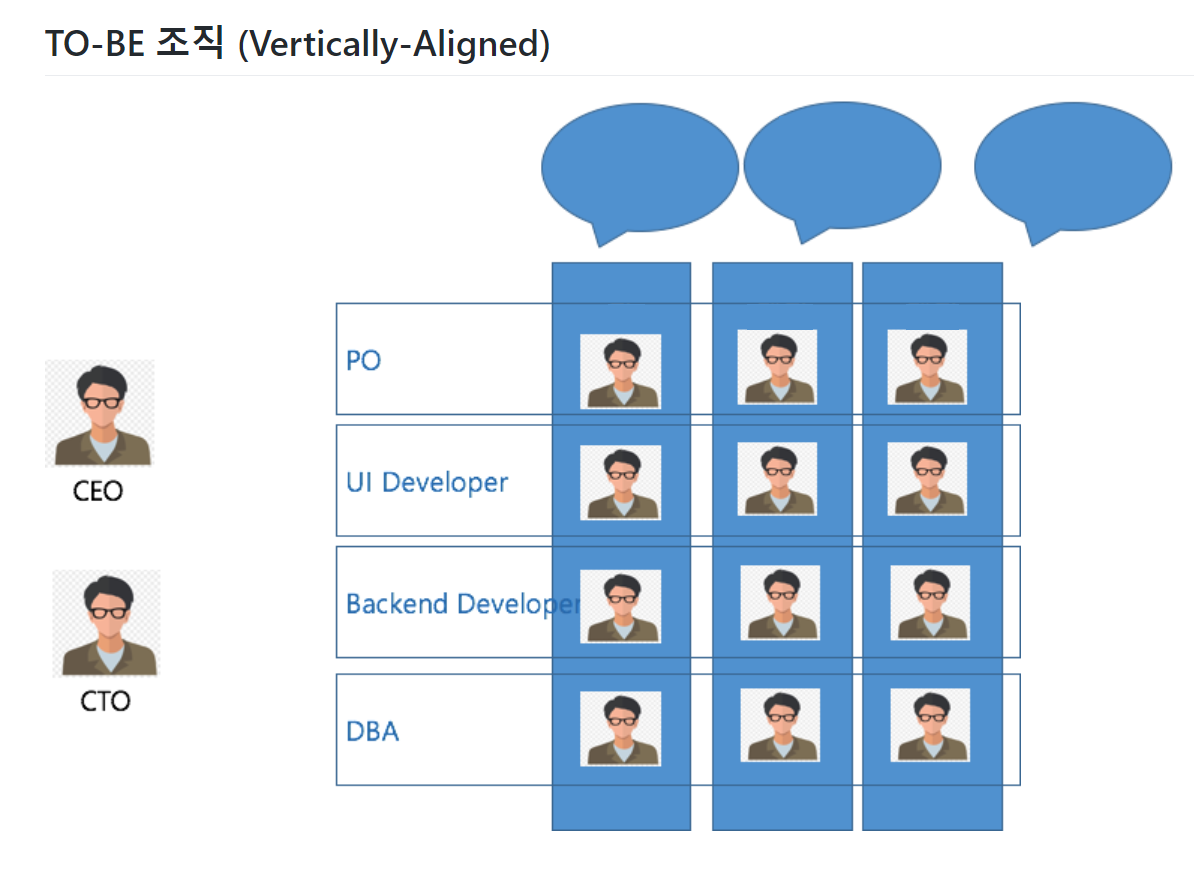 TO-BE 조직 (Vertically-Aligned)
PO
CEO
UI Developer
Backend Developer
CTO
DBA